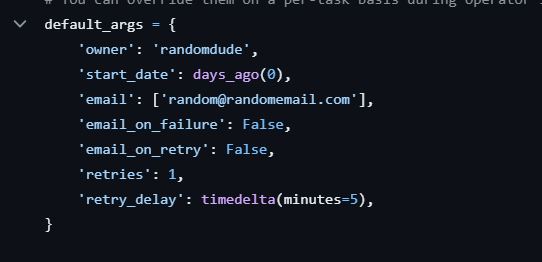 # You can override them on a per-task basis during operator
default_args = {
    'owner': 'randomdude',
    'start_date': days_ago(0),
    'email': ['random@randomemail.com'],
    'email_on_failure': False,
    'email_on_retry': False,
    'retries': 1,
    'retry_delay': timedelta(minutes=5),
}